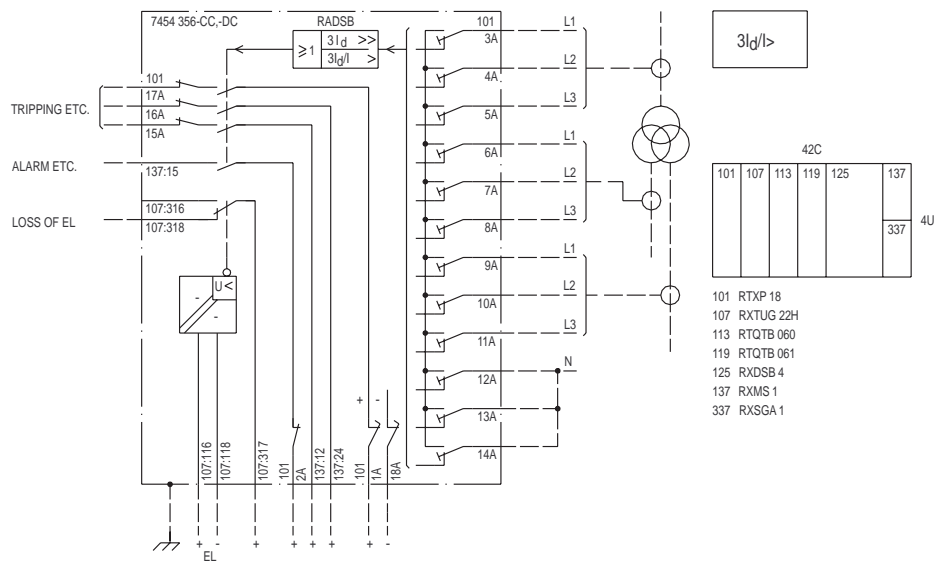 7454 356-CC,-DC
RADSB
≥1
3Id >>
3Id/I >
101
3A
4A
5A
6A
7A
8A
9A
10A
11A
12A
13A
14A
L1
L2
L3
L1
L2
L3
L1
L2
L3
N
3Id/I>
TRIPPING ETC.
101
17A
16A
15A
ALARM ETC.
137:15
LOSS OF EL
107:316
107:318
U<
-
-
+ -
107:116
107:118
107:317
101
2A
137:12
137:24
101
1A
18A
+ - + + + + + -
EL
42C
101 107 113 119 125 137
337
4U
101 RTXP 18
107 RXTUG 22H
113 RTQTB 060
119 RTQTB 061
125 RXDSB 4
137 RXMS 1
337 RXSGA 1